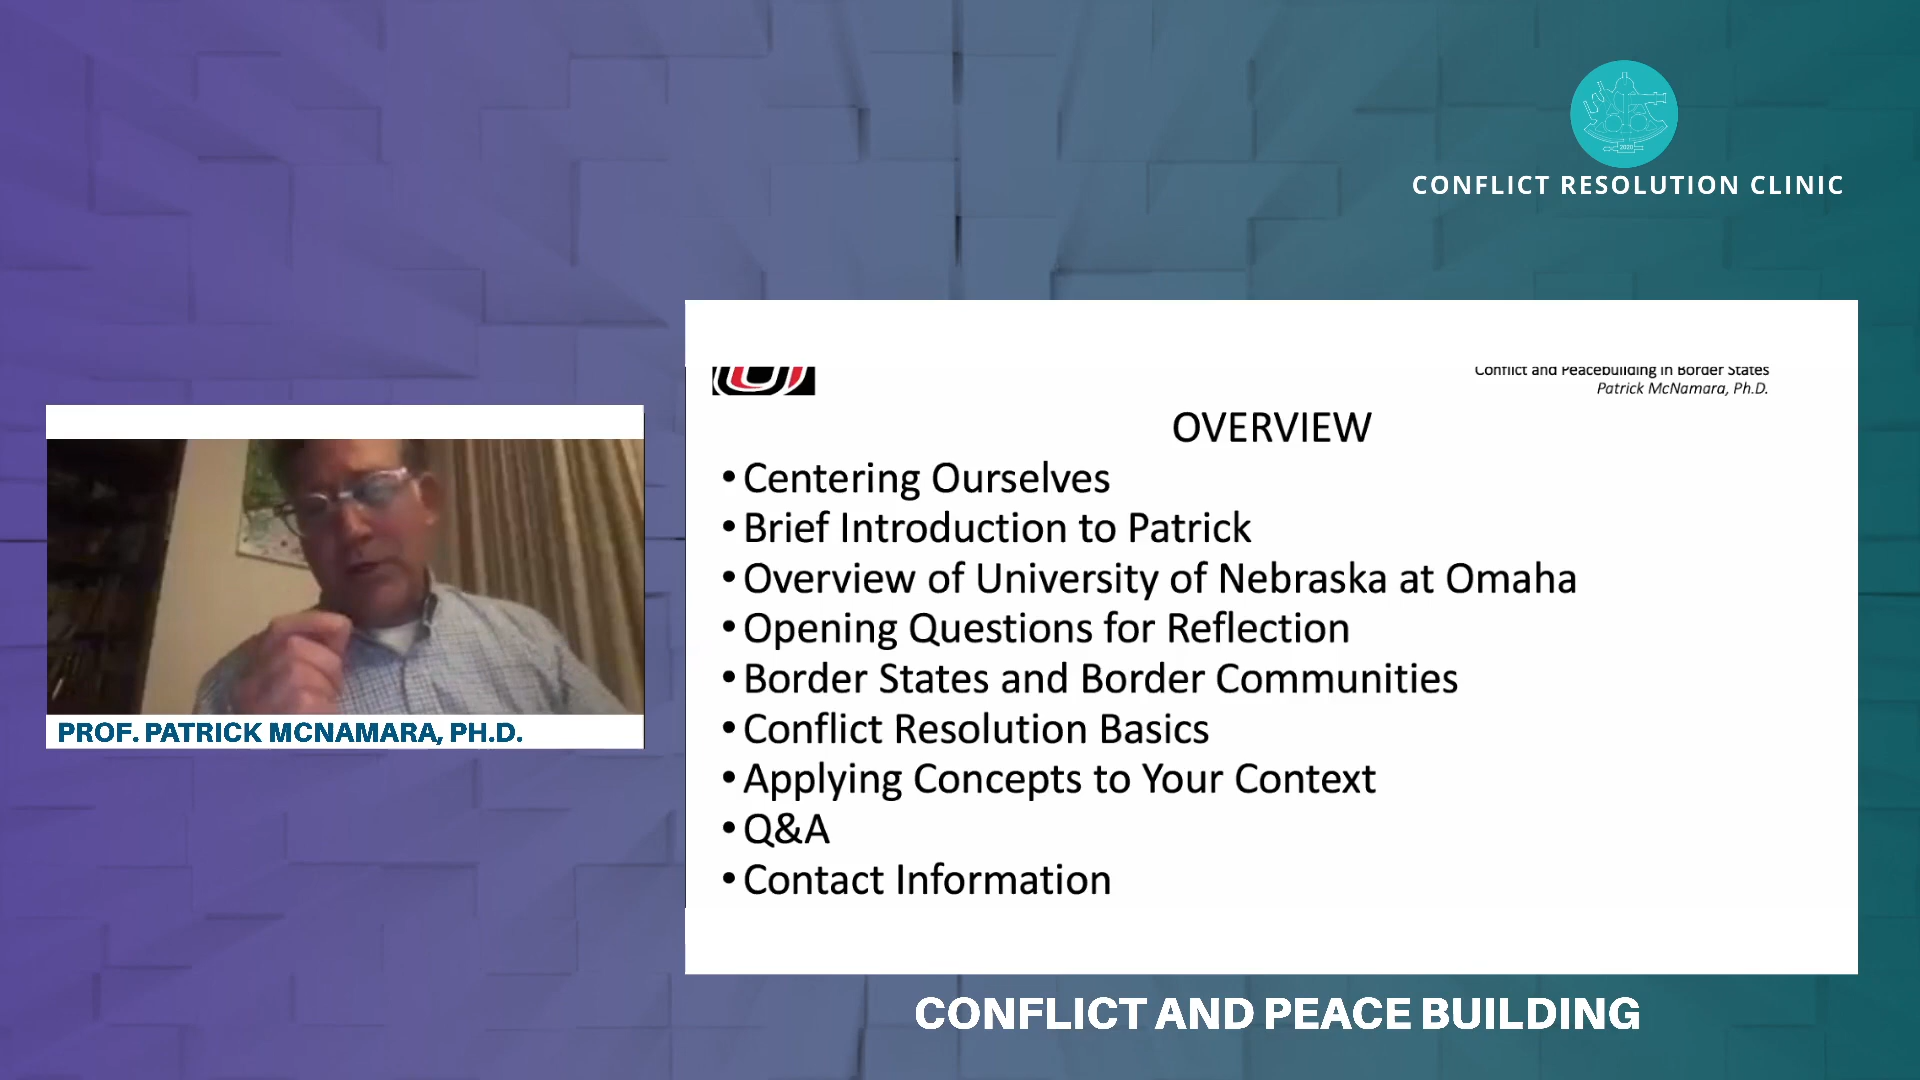 2020
CONFLICT RESOLUTION CLINIC
Conflict and Peacebuilding in Border States
Patrick McNamara, Ph.D.
OVERVIEW
• Centering Ourselves
• Brief Introduction to Patrick
• Overview of University of Nebraska at Omaha
• Opening Questions for Reflection
• Border States and Border Communities
• Conflict Resolution Basics
• Applying Concepts to Your Context
• Q&A
• Contact Information
PROF. PATRICK MCNAMARA, PH.D.
CONFLICT AND PEACE BUILDING